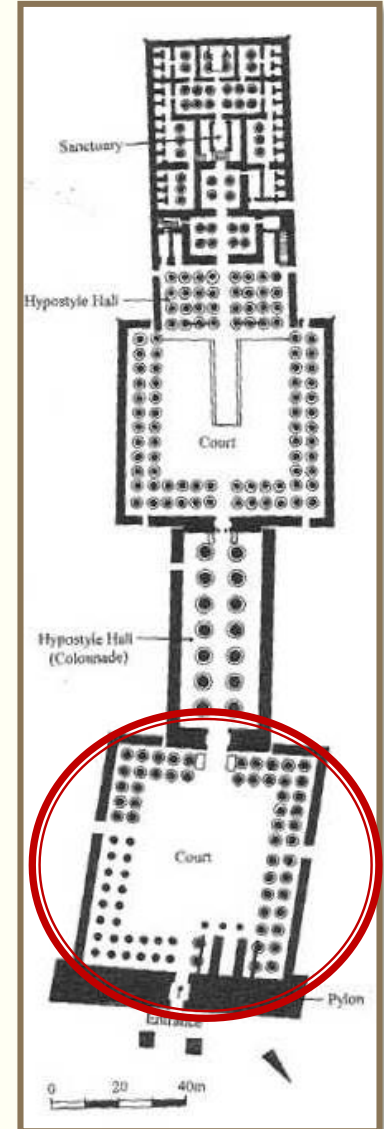 Sanctuary
Hypostyle Hall
Court
Hypostyle Hall
(Colonnade)
Court
Pylon
Entrance
0 20 40m